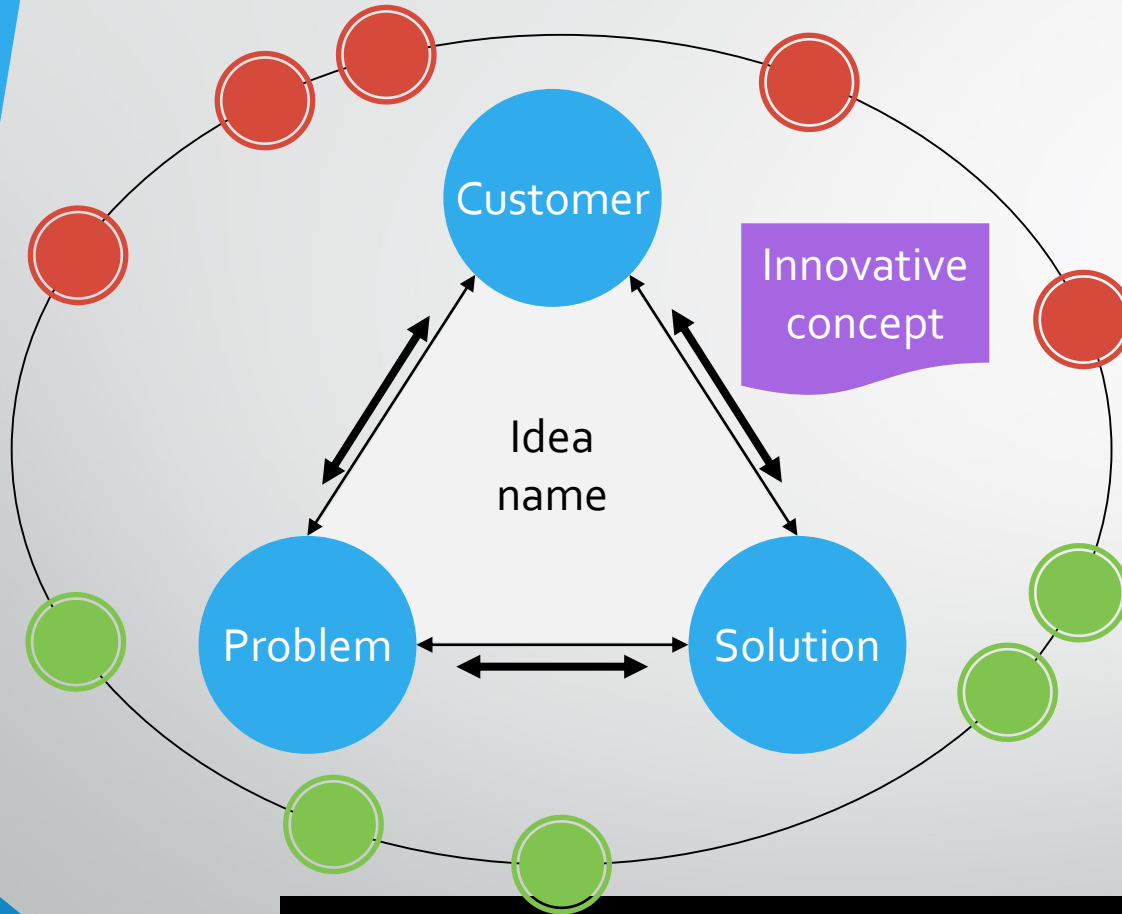 Customer
Innovative
concept
Idea
name
Problem
Solution